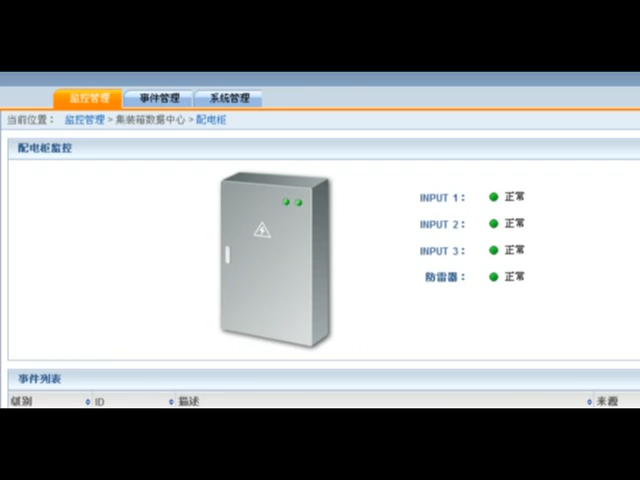 监控管理 事件管理 系统管理
当前位置： 监控管理 > 集装箱数据中心 > 配电柜
配电柜监控
INPUT 1： 正常
INPUT 2： 正常
INPUT 3： 正常
防雷器： 正常
事件列表
级别 ID 描述 来源